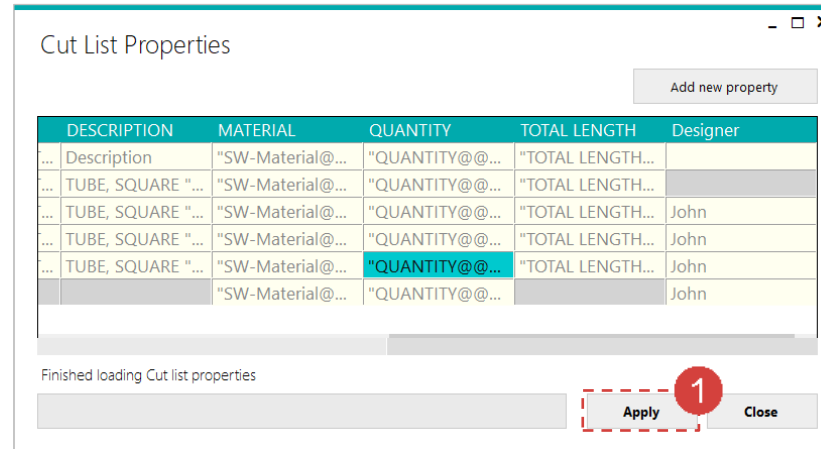 Cut List Properties
Add new property
DESCRIPTION MATERIAL QUANTITY TOTAL LENGTH Designer
... Description "SW-Material@... "QUANTITY@@... "TOTAL LENGTH...
... TUBE, SQUARE "... "SW-Material@... "QUANTITY@@... "TOTAL LENGTH...
... TUBE, SQUARE "... "SW-Material@... "QUANTITY@@... "TOTAL LENGTH... John
... TUBE, SQUARE "... "SW-Material@... "QUANTITY@@... "TOTAL LENGTH... John
... TUBE, SQUARE "... "SW-Material@... "QUANTITY@@... "TOTAL LENGTH... John
"SW-Material@... "QUANTITY@@... John
Finished loading Cut list properties
1
Apply Close